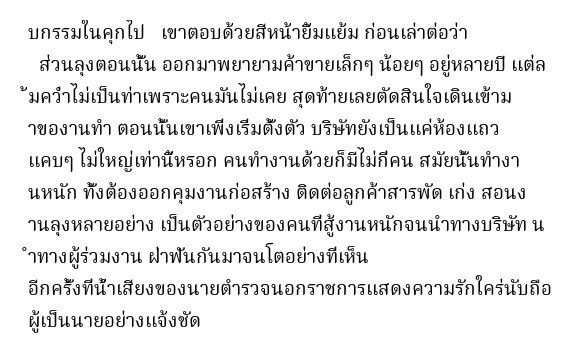 บกรรมในคุกไป เขาตอบด้วยสีหน้ายิ้มแย้ม ก่อนเล่าต่อว่า
ส่วนลุงตอนนั้น ออกมาพยายามค้าขายเล็กๆ น้อยๆ อยู่หลายปี แต่ล
้มคว่ำไม่เป็นท่าเพราะคนมันไม่เคย สุดท้ายเลยตัดสินใจเดินเข้าม
าของานทำ ตอนนั้นเขาเพิ่งเริ่มตั้งตัว บริษัทยังเป็นแค่ห้องแถว
แคบๆ ไม่ใหญ่เท่านี้หรอก คนทำงานด้วยก็มีไม่กี่คน สมัยนั้นทำงา
นหนัก ทั้งต้องออกคุมงานก่อสร้าง ติดต่อลูกค้าสารพัด เก่ง สอนง
านลุงหลายอย่าง เป็นตัวอย่างของคนที่สู้งานหนักจนนำทางบริษัท น
ำทางผู้ร่วมงาน ฝ่าฟันกันมาจนโตอย่างที่เห็น
อีกครั้งที่น้ำเสียงของนายตำรวจนอกราชการแสดงความรักใคร่นับถือ
ผู้เป็นนายอย่างแจ้งชัด